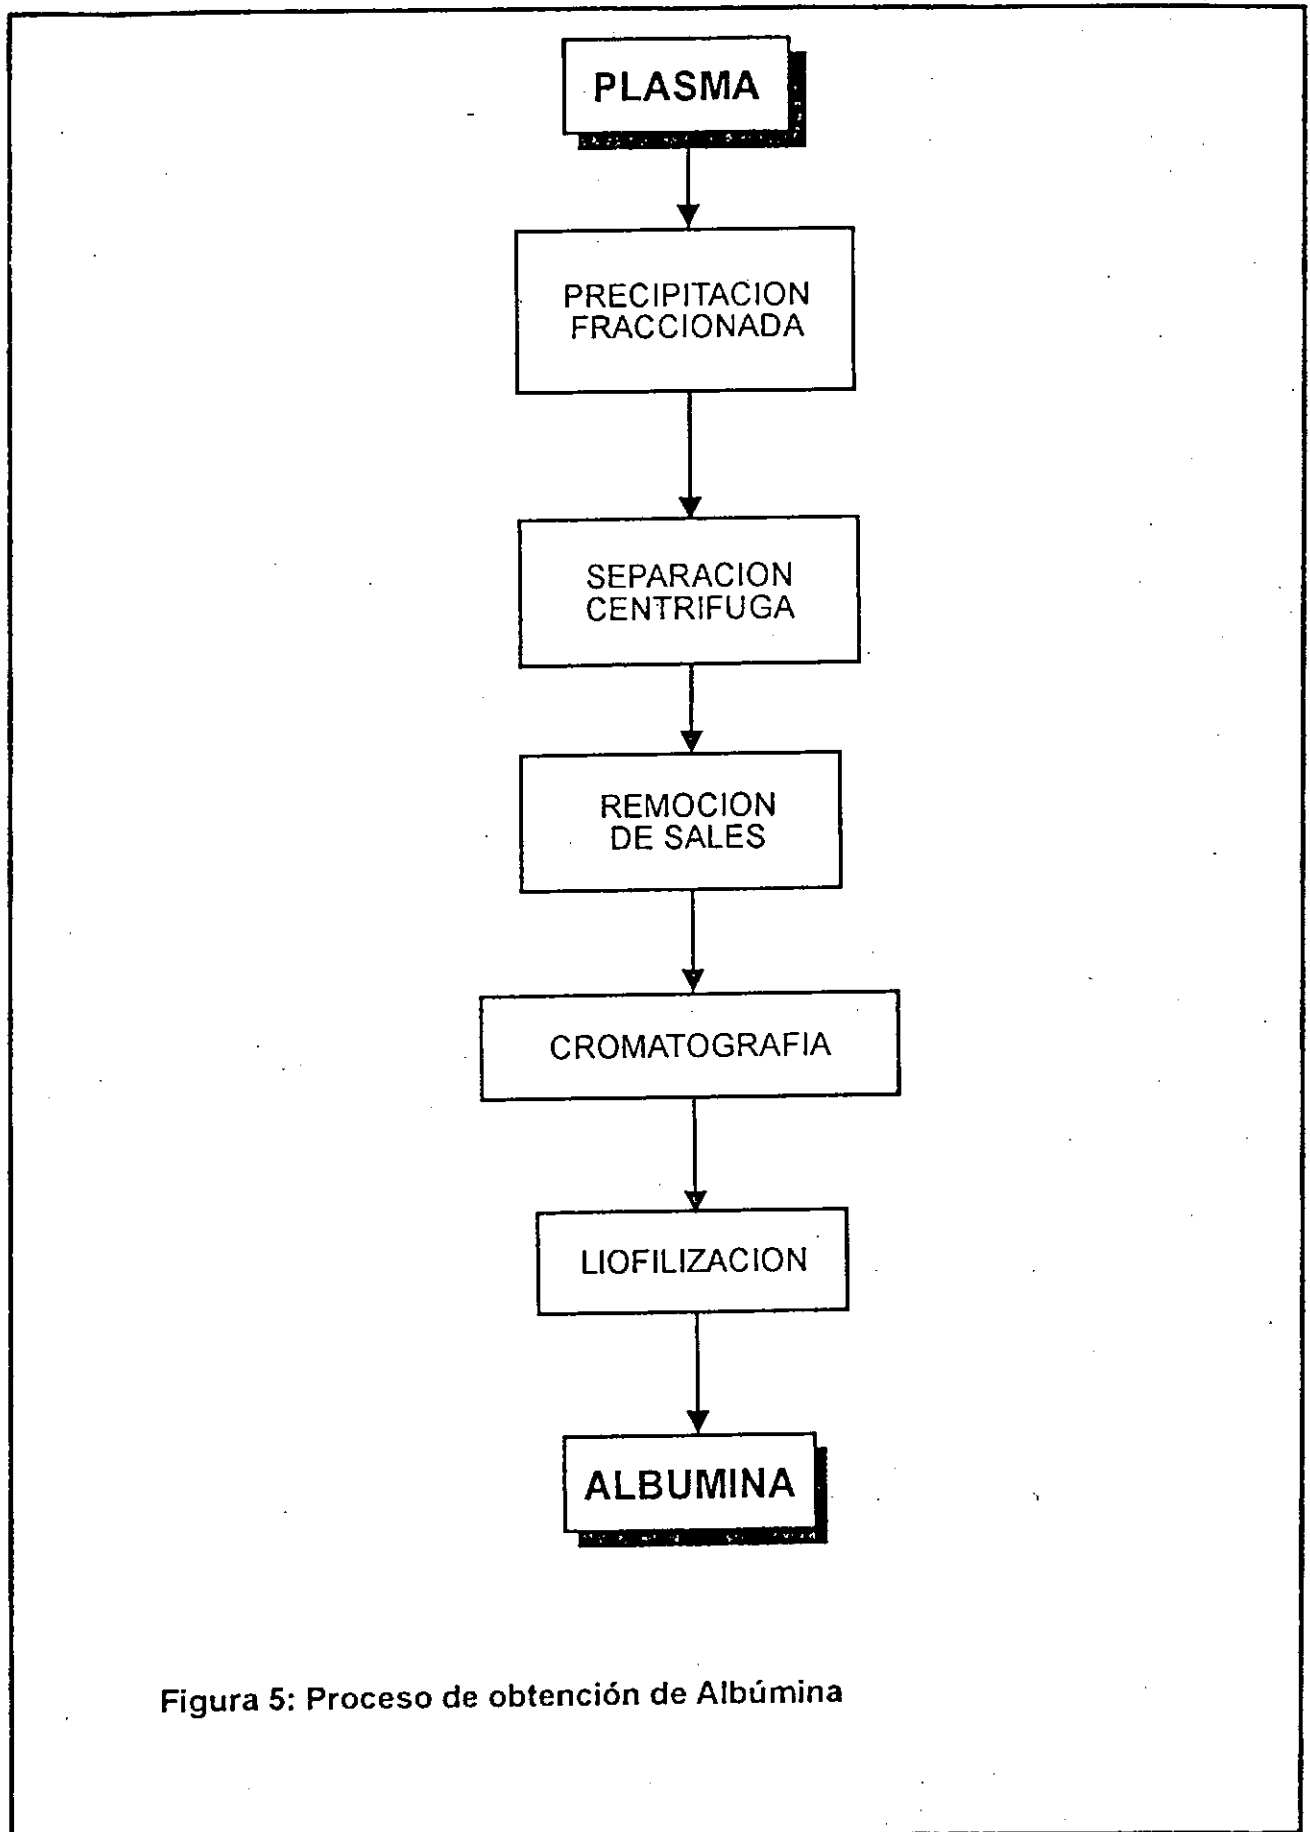 PLASMA
PRECIPITACION
FRACCIONADA
SEPARACION
CENTRIFUGA
REMOCION
DE SALES
CROMATOGRAFIA
LIOFILIZACION
ALBUMINA
Figura 5: Proceso de obtención de Albúmina